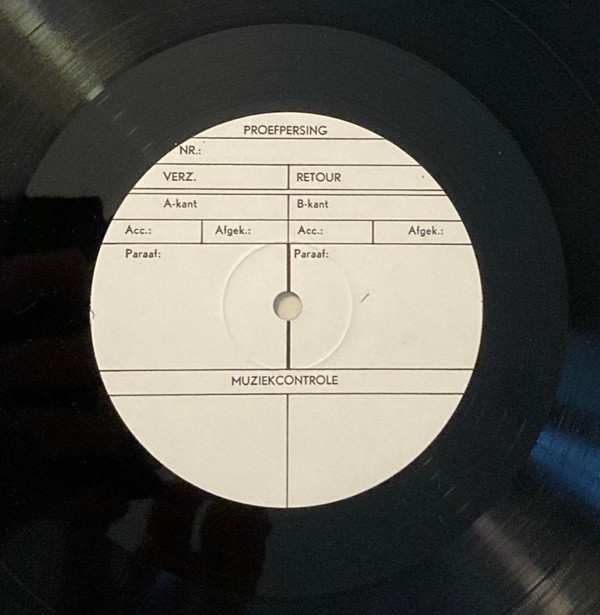 PROEFPERSING
NR.:
VERZ. RETOUR
A-kant B-kant
Acc.: Afgek.: Acc.: Afgek.:
Paraaf: Paraaf:
MUZIEKCONTROLE